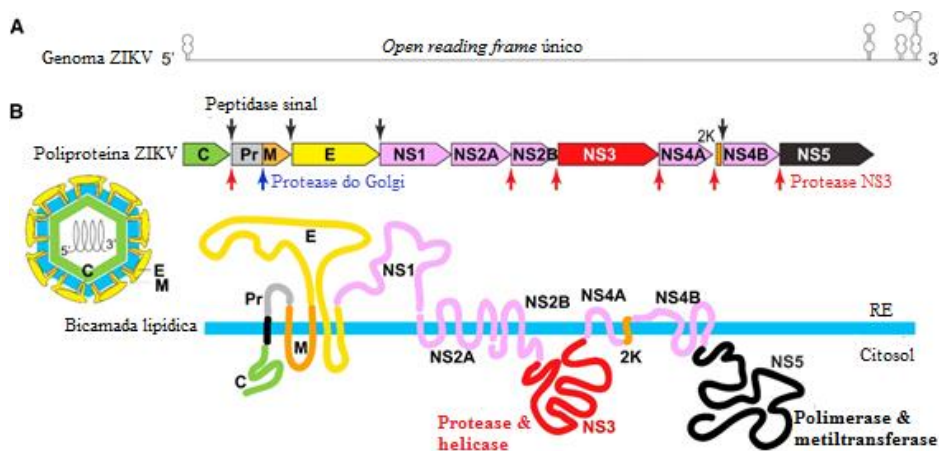 A
Genoma ZIKV 5' Open reading frame único 3'
B
Peptidase sinal
2K
Poliproteina ZIKV C Pr M E NS1 NS2A NS2B NS3 NS4A NS4B NS5
Protease do Golgi
Protease NS3
5' 3'
C
E
M
E
NS1
Pr
NS2B
NS4A
NS4B
RE
Bicamada lipídica
M
NS2A
2K
Citosol
C
NS5
Protease &
helicase
NS3
Polimerase &
metiltransferase